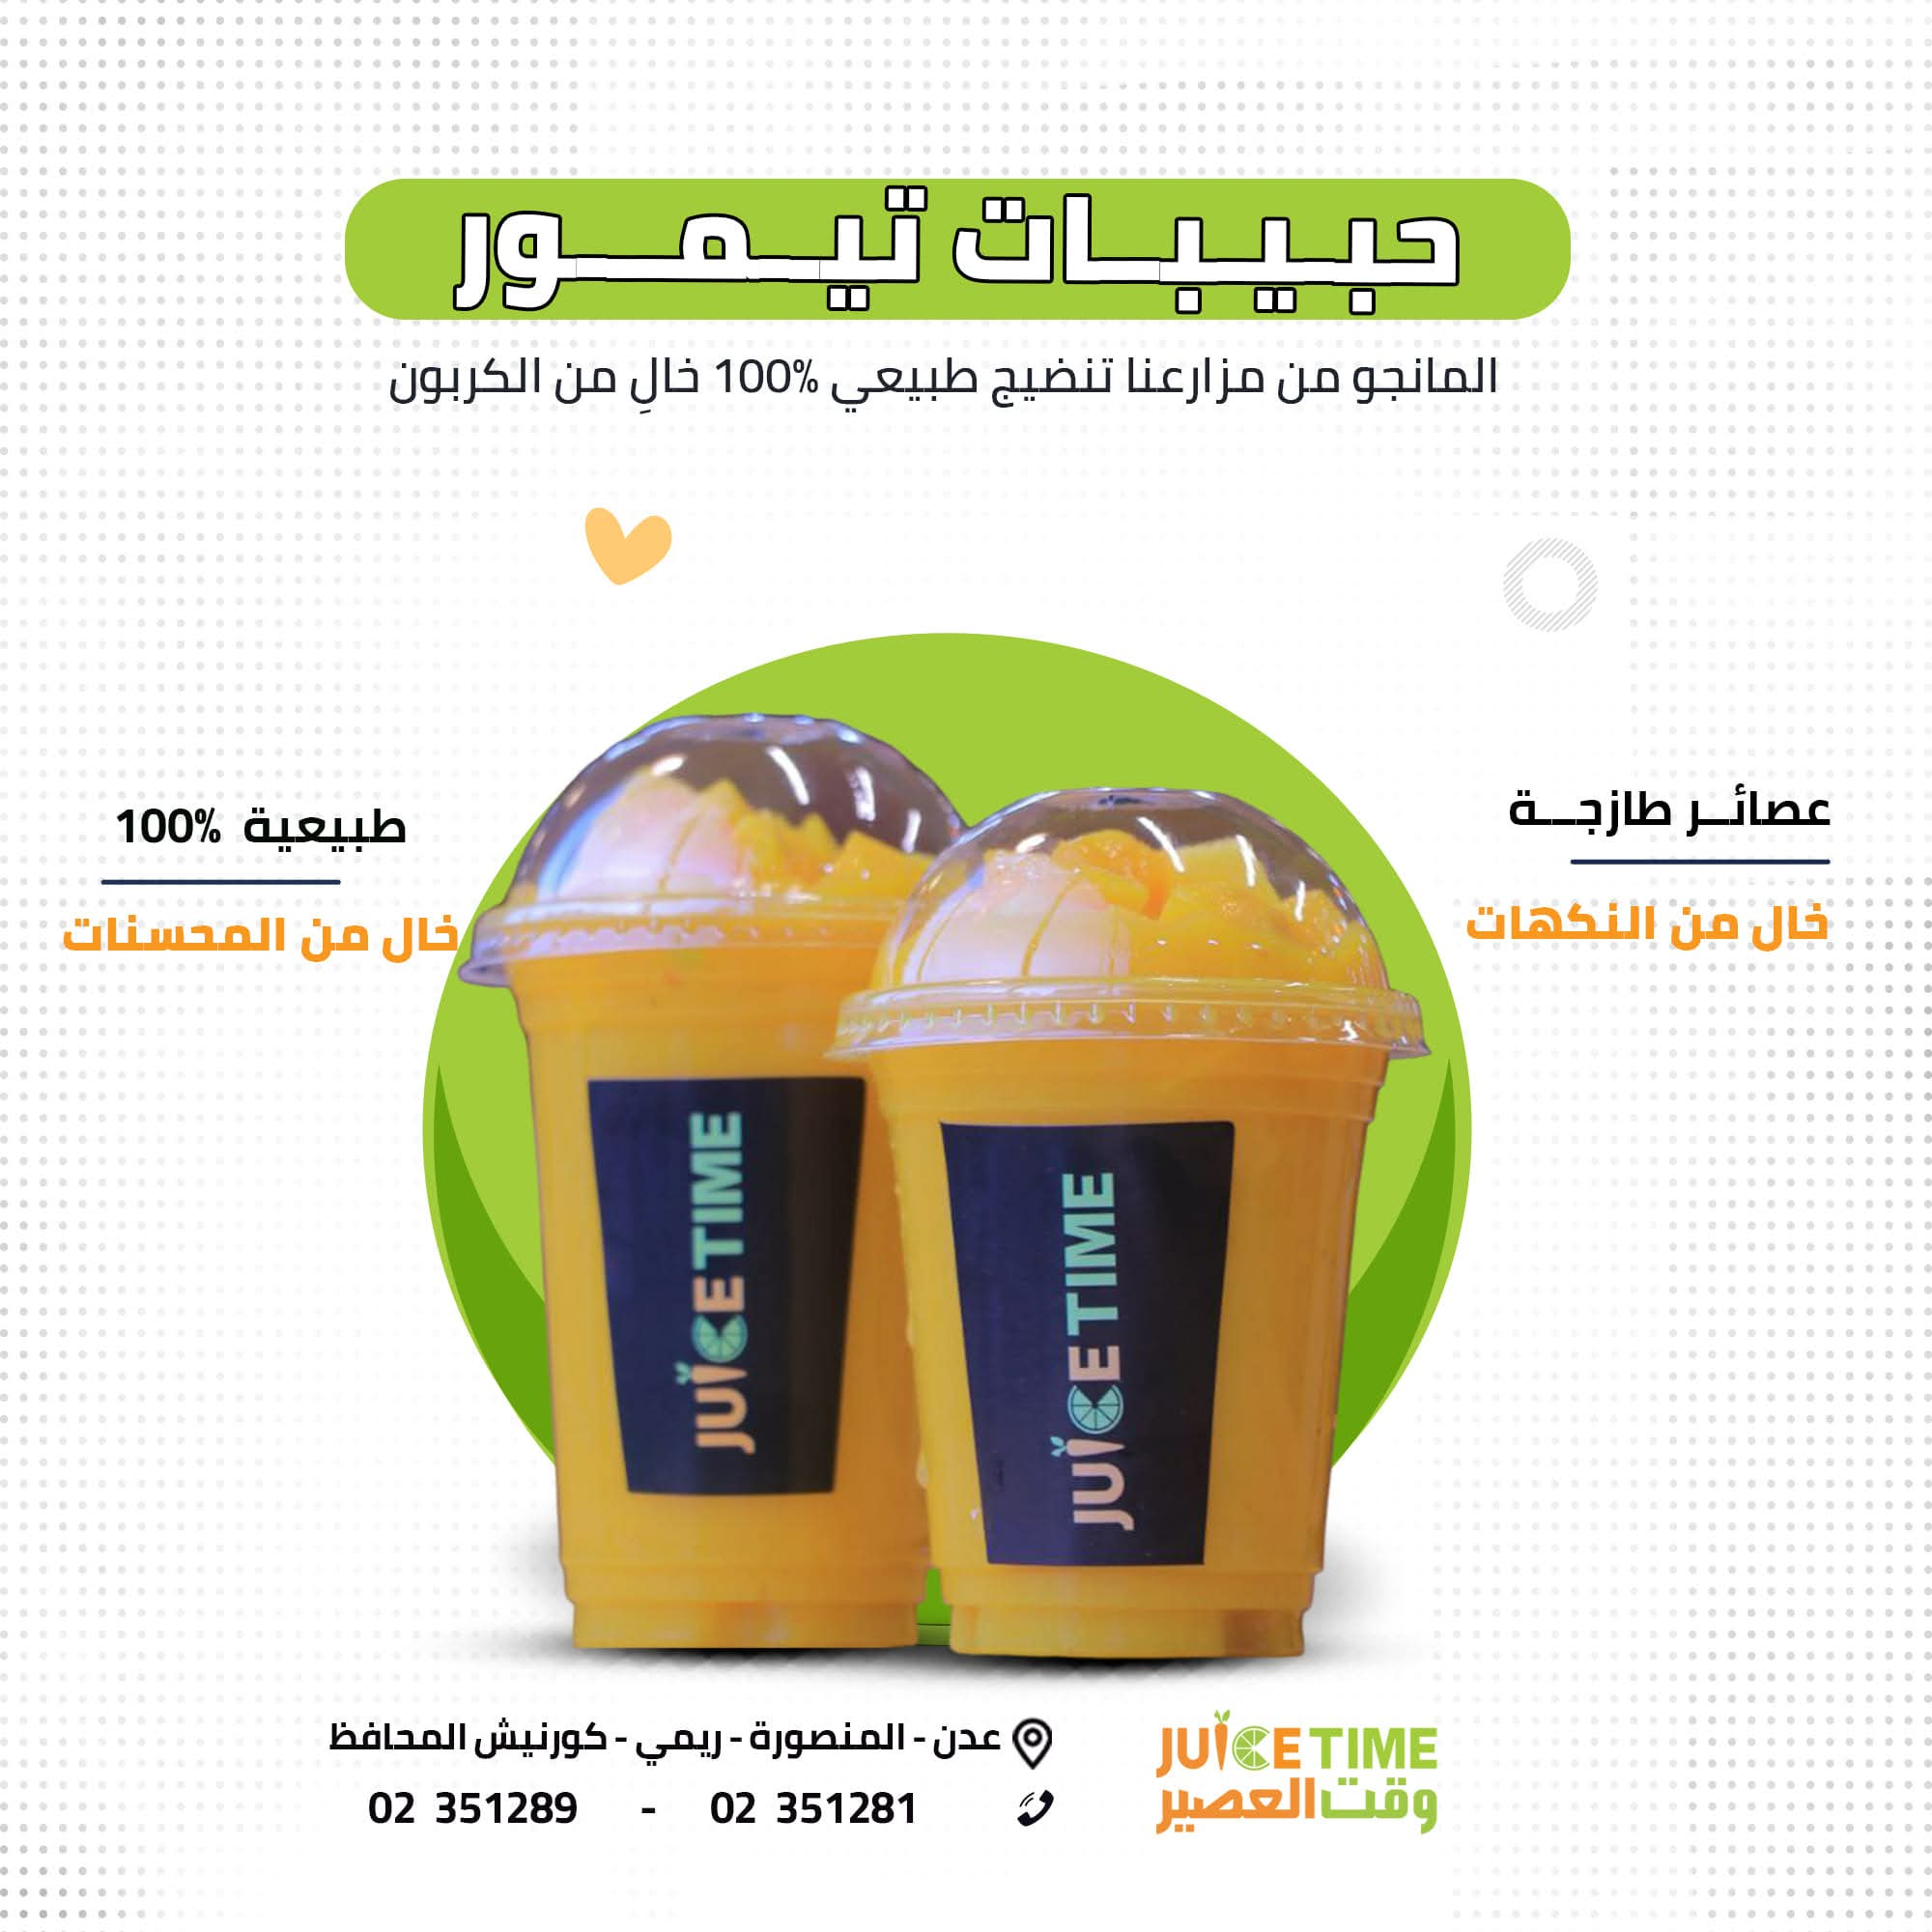 حبيبات تيمور
المانجو من مزارعنا تنضيج طبيعي 100% خالِ من الكربون
عصائر طازجة
خال من النكهات
طبيعية 100%
خال من المحسنات
JUICE TIME
JUICE TIME
JUICE TIME
وقت العصير
عدن - المنصورة - ريمي - كورنيش المحافظ
02 351289 - 02 351281